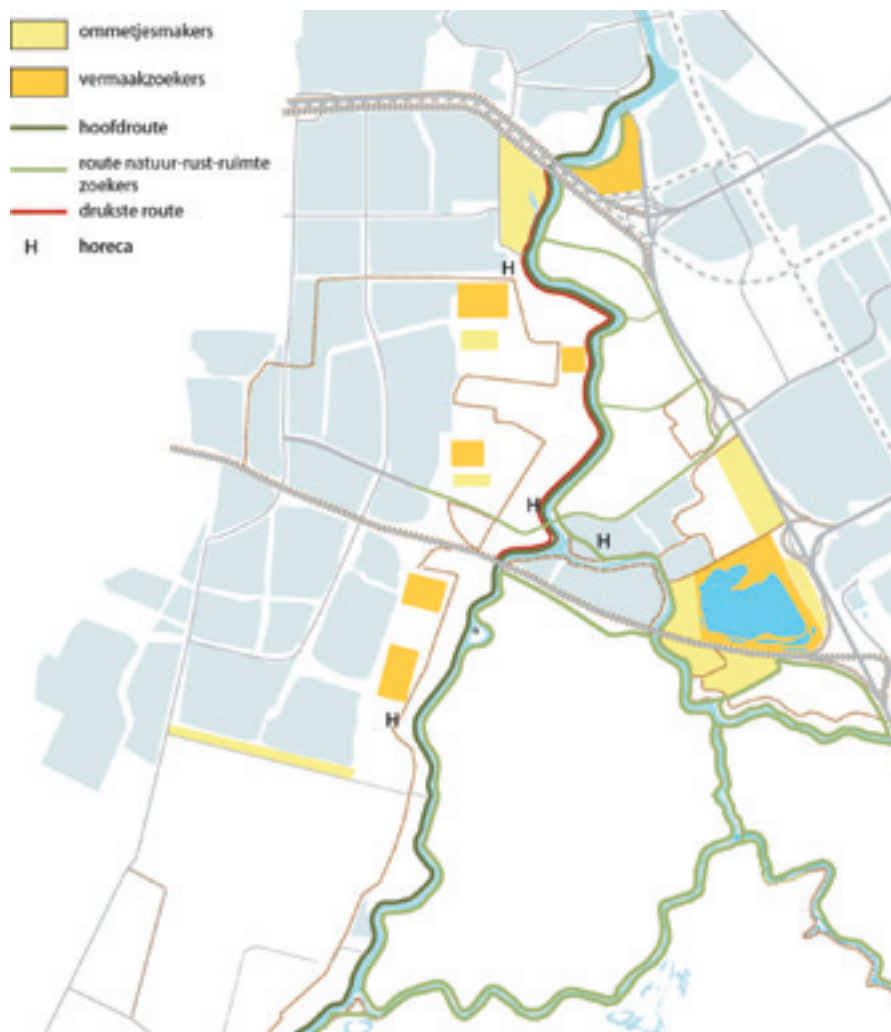 ommetjesmakers
vermaakzoekers
hoofdroute
route natuur-rust-ruimte
zoekers
drukste route
H horeca
H
H
H
H